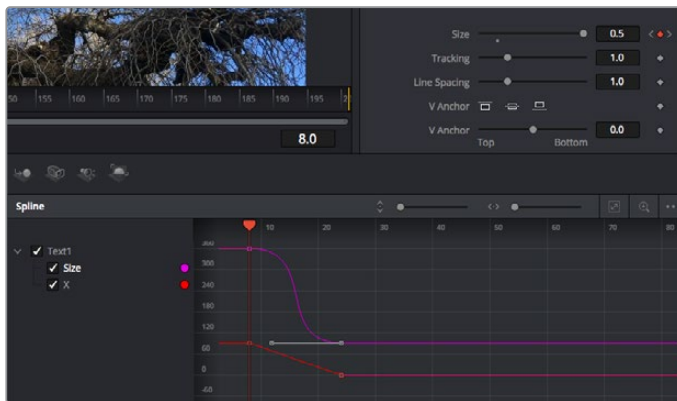 Size 0.5
Tracking 1.0
50 155 160 165 170 175 180 185 190 195
Line Spacing 1.0
V Anchor
8.0
V Anchor 0.0
Top Bottom
Spline
10 20 30 40 50 60 70 80
Text1
Size
X
300
240
180
120
60
0
-60